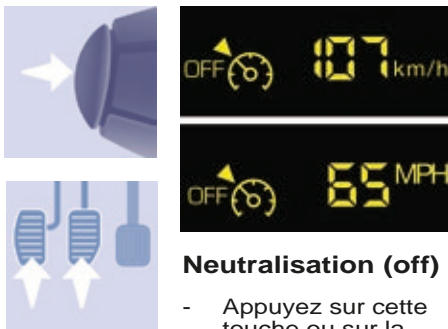 OFF 107 km/h
OFF 65 MPH
Neutralisation (off)
- Appuyez sur cette
touche ou sur la